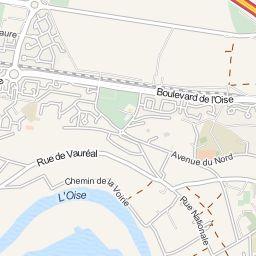 Boulevard de l'Oise
Rue de Vauréal
Avenue du Nord
Chemin de la Voirie
L'Oise
Rue Nationale